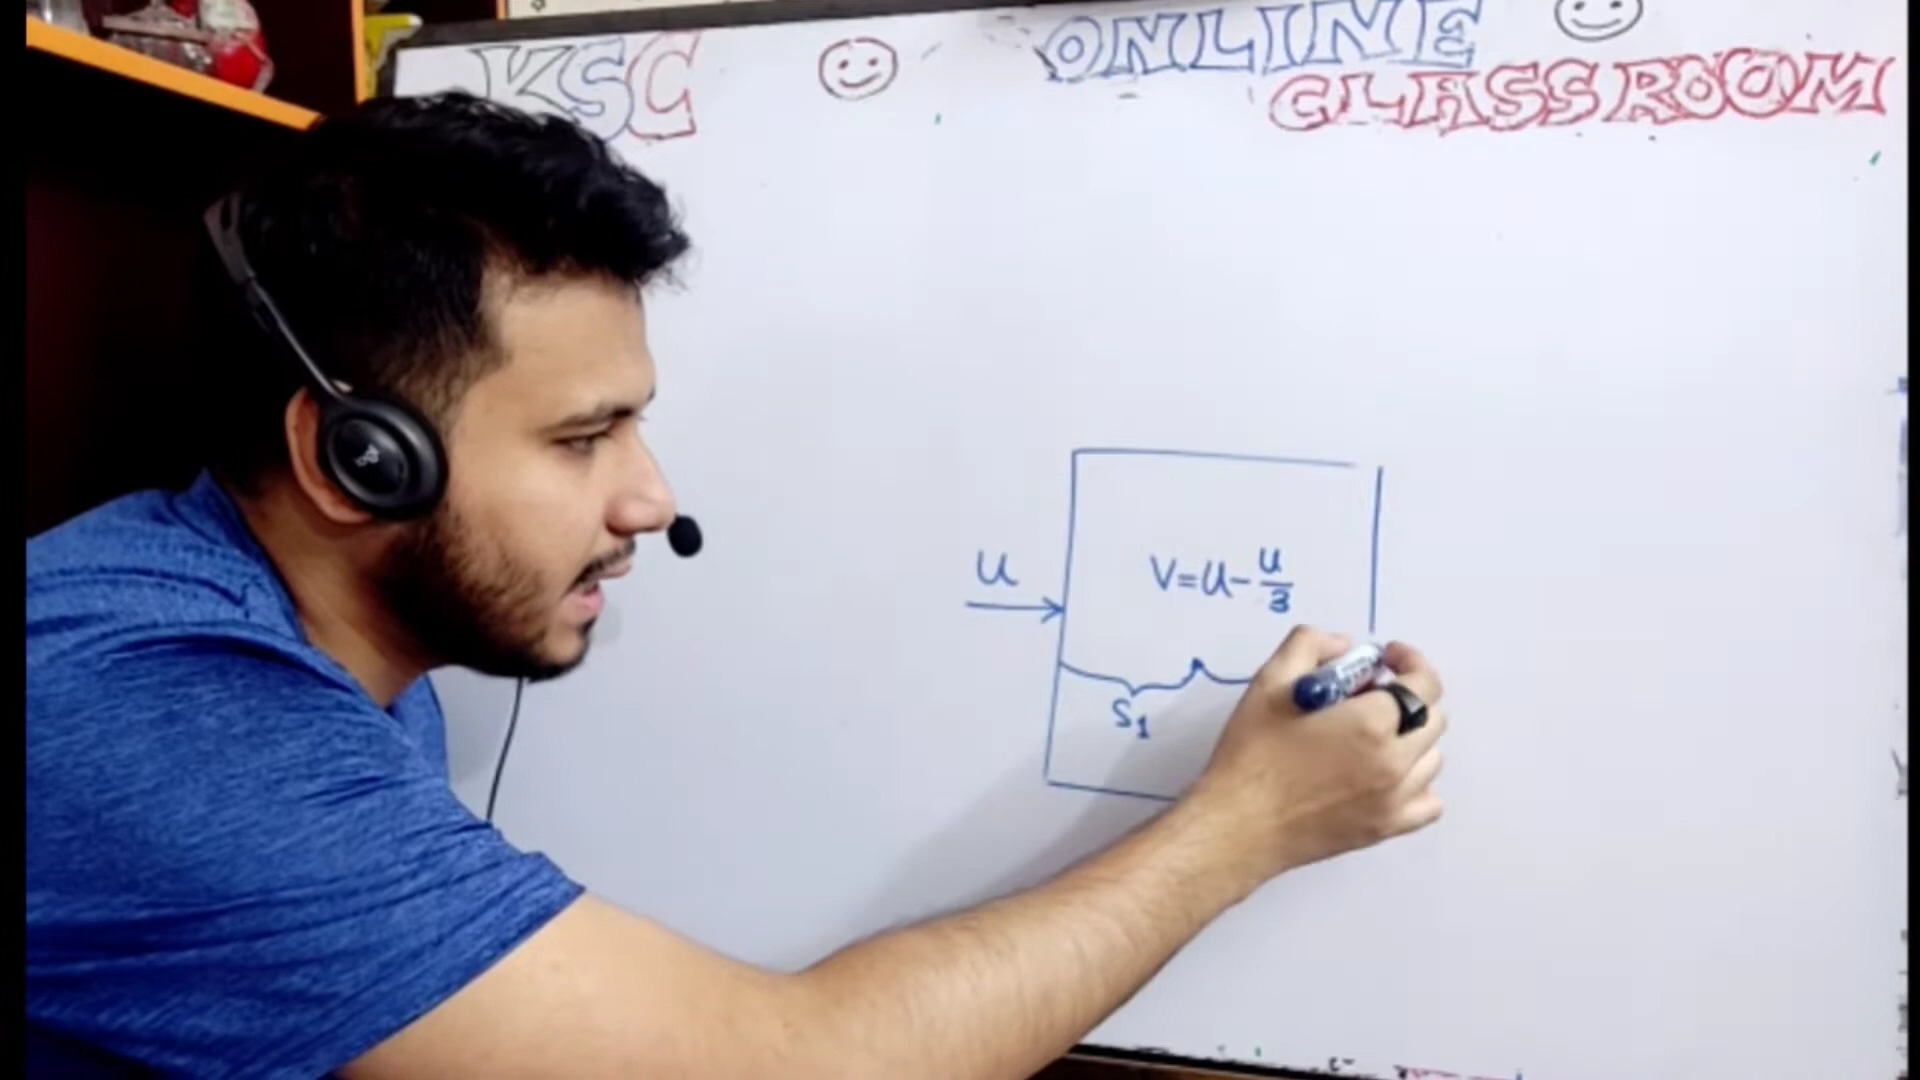 KSC
ONLINE
CLASSROOM
u
V=u-u/3
S1